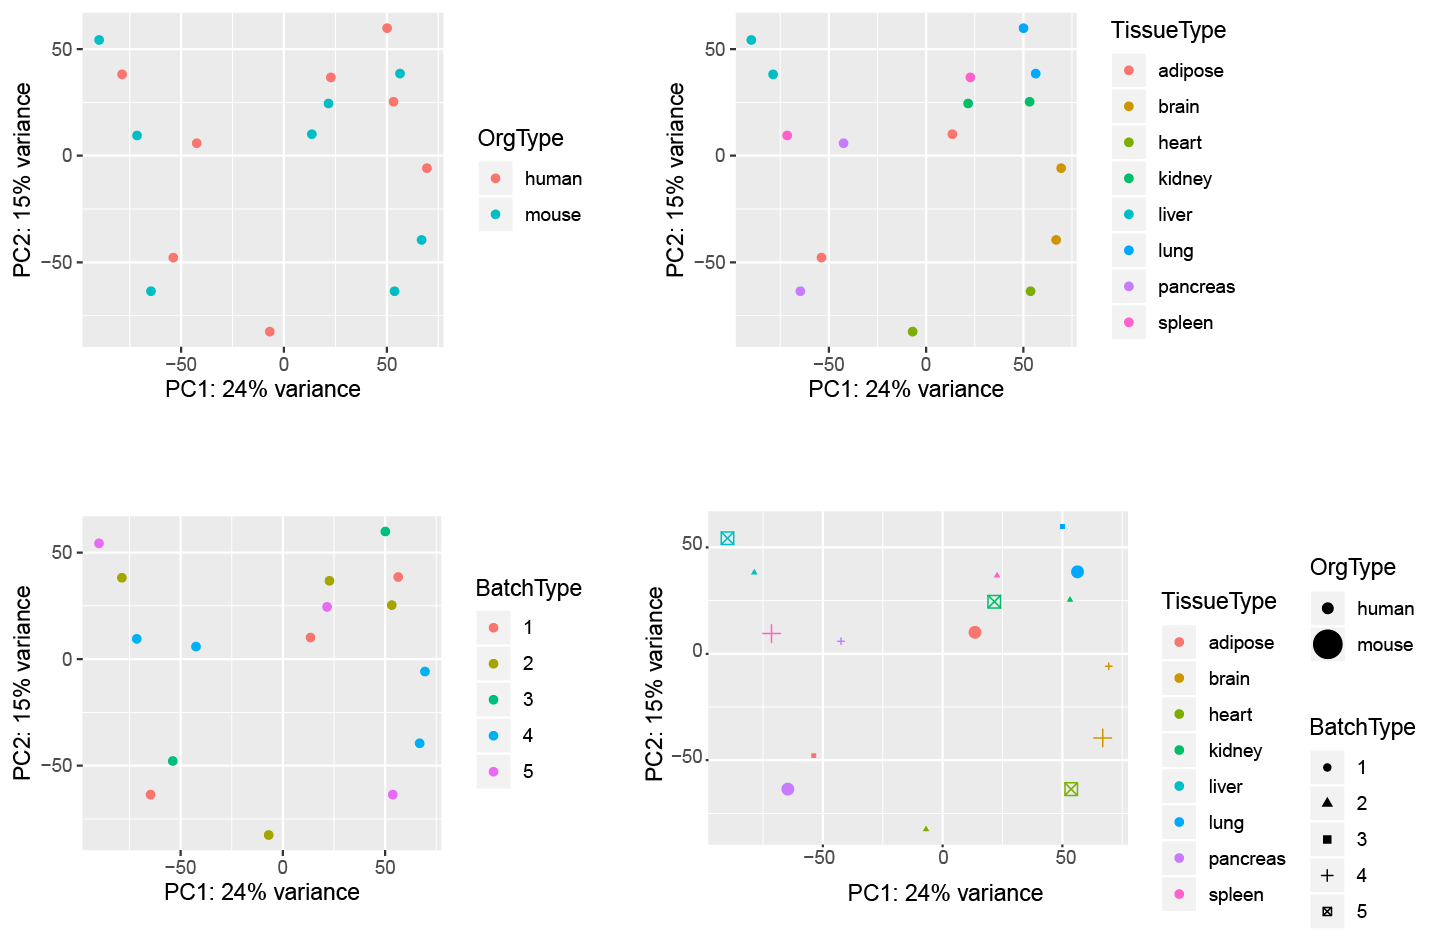 PC2: 15% variance
50
0
−50
−50
0
50
PC1: 24% variance
OrgType
human
mouse
PC2: 15% variance
50
0
−50
−50
0
50
PC1: 24% variance
TissueType
adipose
brain
heart
kidney
liver
lung
pancreas
spleen
PC2: 15% variance
50
0
−50
−50
0
50
PC1: 24% variance
BatchType
1
2
3
4
5
PC2: 15% variance
50
0
−50
−50
0
50
PC1: 24% variance
TissueType
adipose
brain
heart
kidney
liver
lung
pancreas
spleen
OrgType
human
mouse
BatchType
1
2
3
4
5